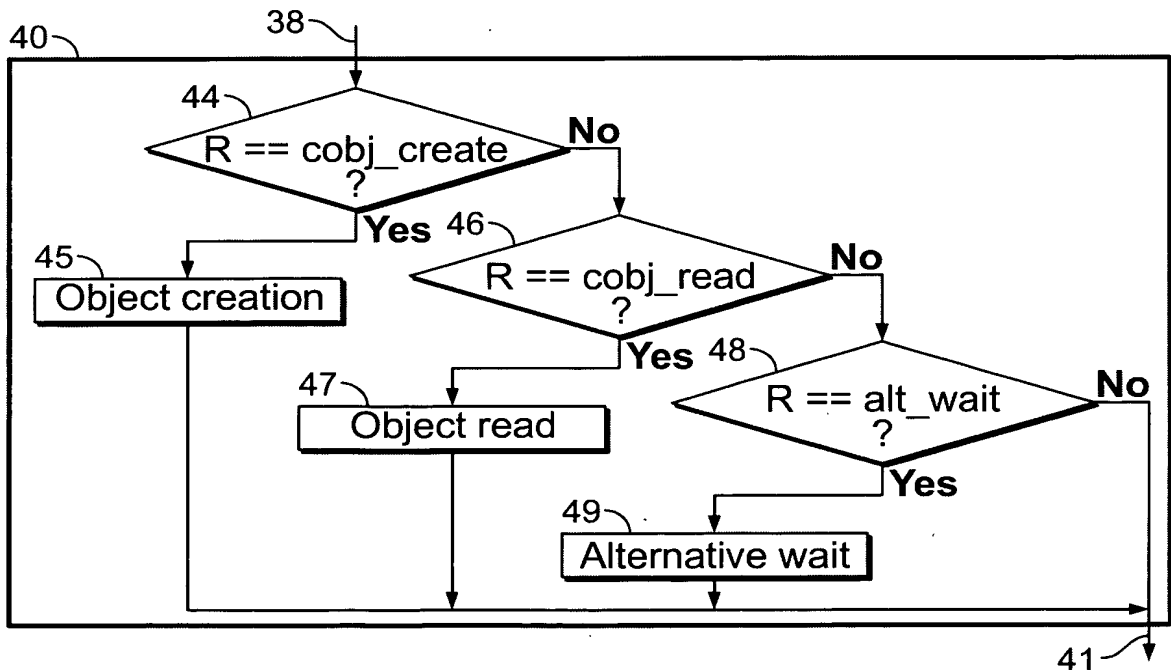 38
40
44
R == cobj_create
?
No
Yes
45
Object creation
46
R == cobj_read
?
No
Yes
47
Object read
48
R == alt_wait
?
No
Yes
49
Alternative wait
41